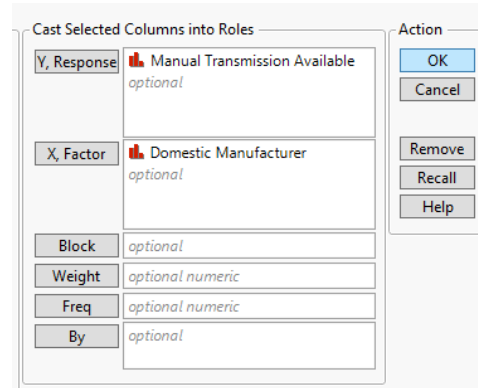 Cast Selected Columns into Roles
Y, Response
Manual Transmission Available
optional
X, Factor
Domestic Manufacturer
optional
Block
optional
Weight
optional numeric
Freq
optional numeric
By
optional
Action
OK
Cancel
Remove
Recall
Help